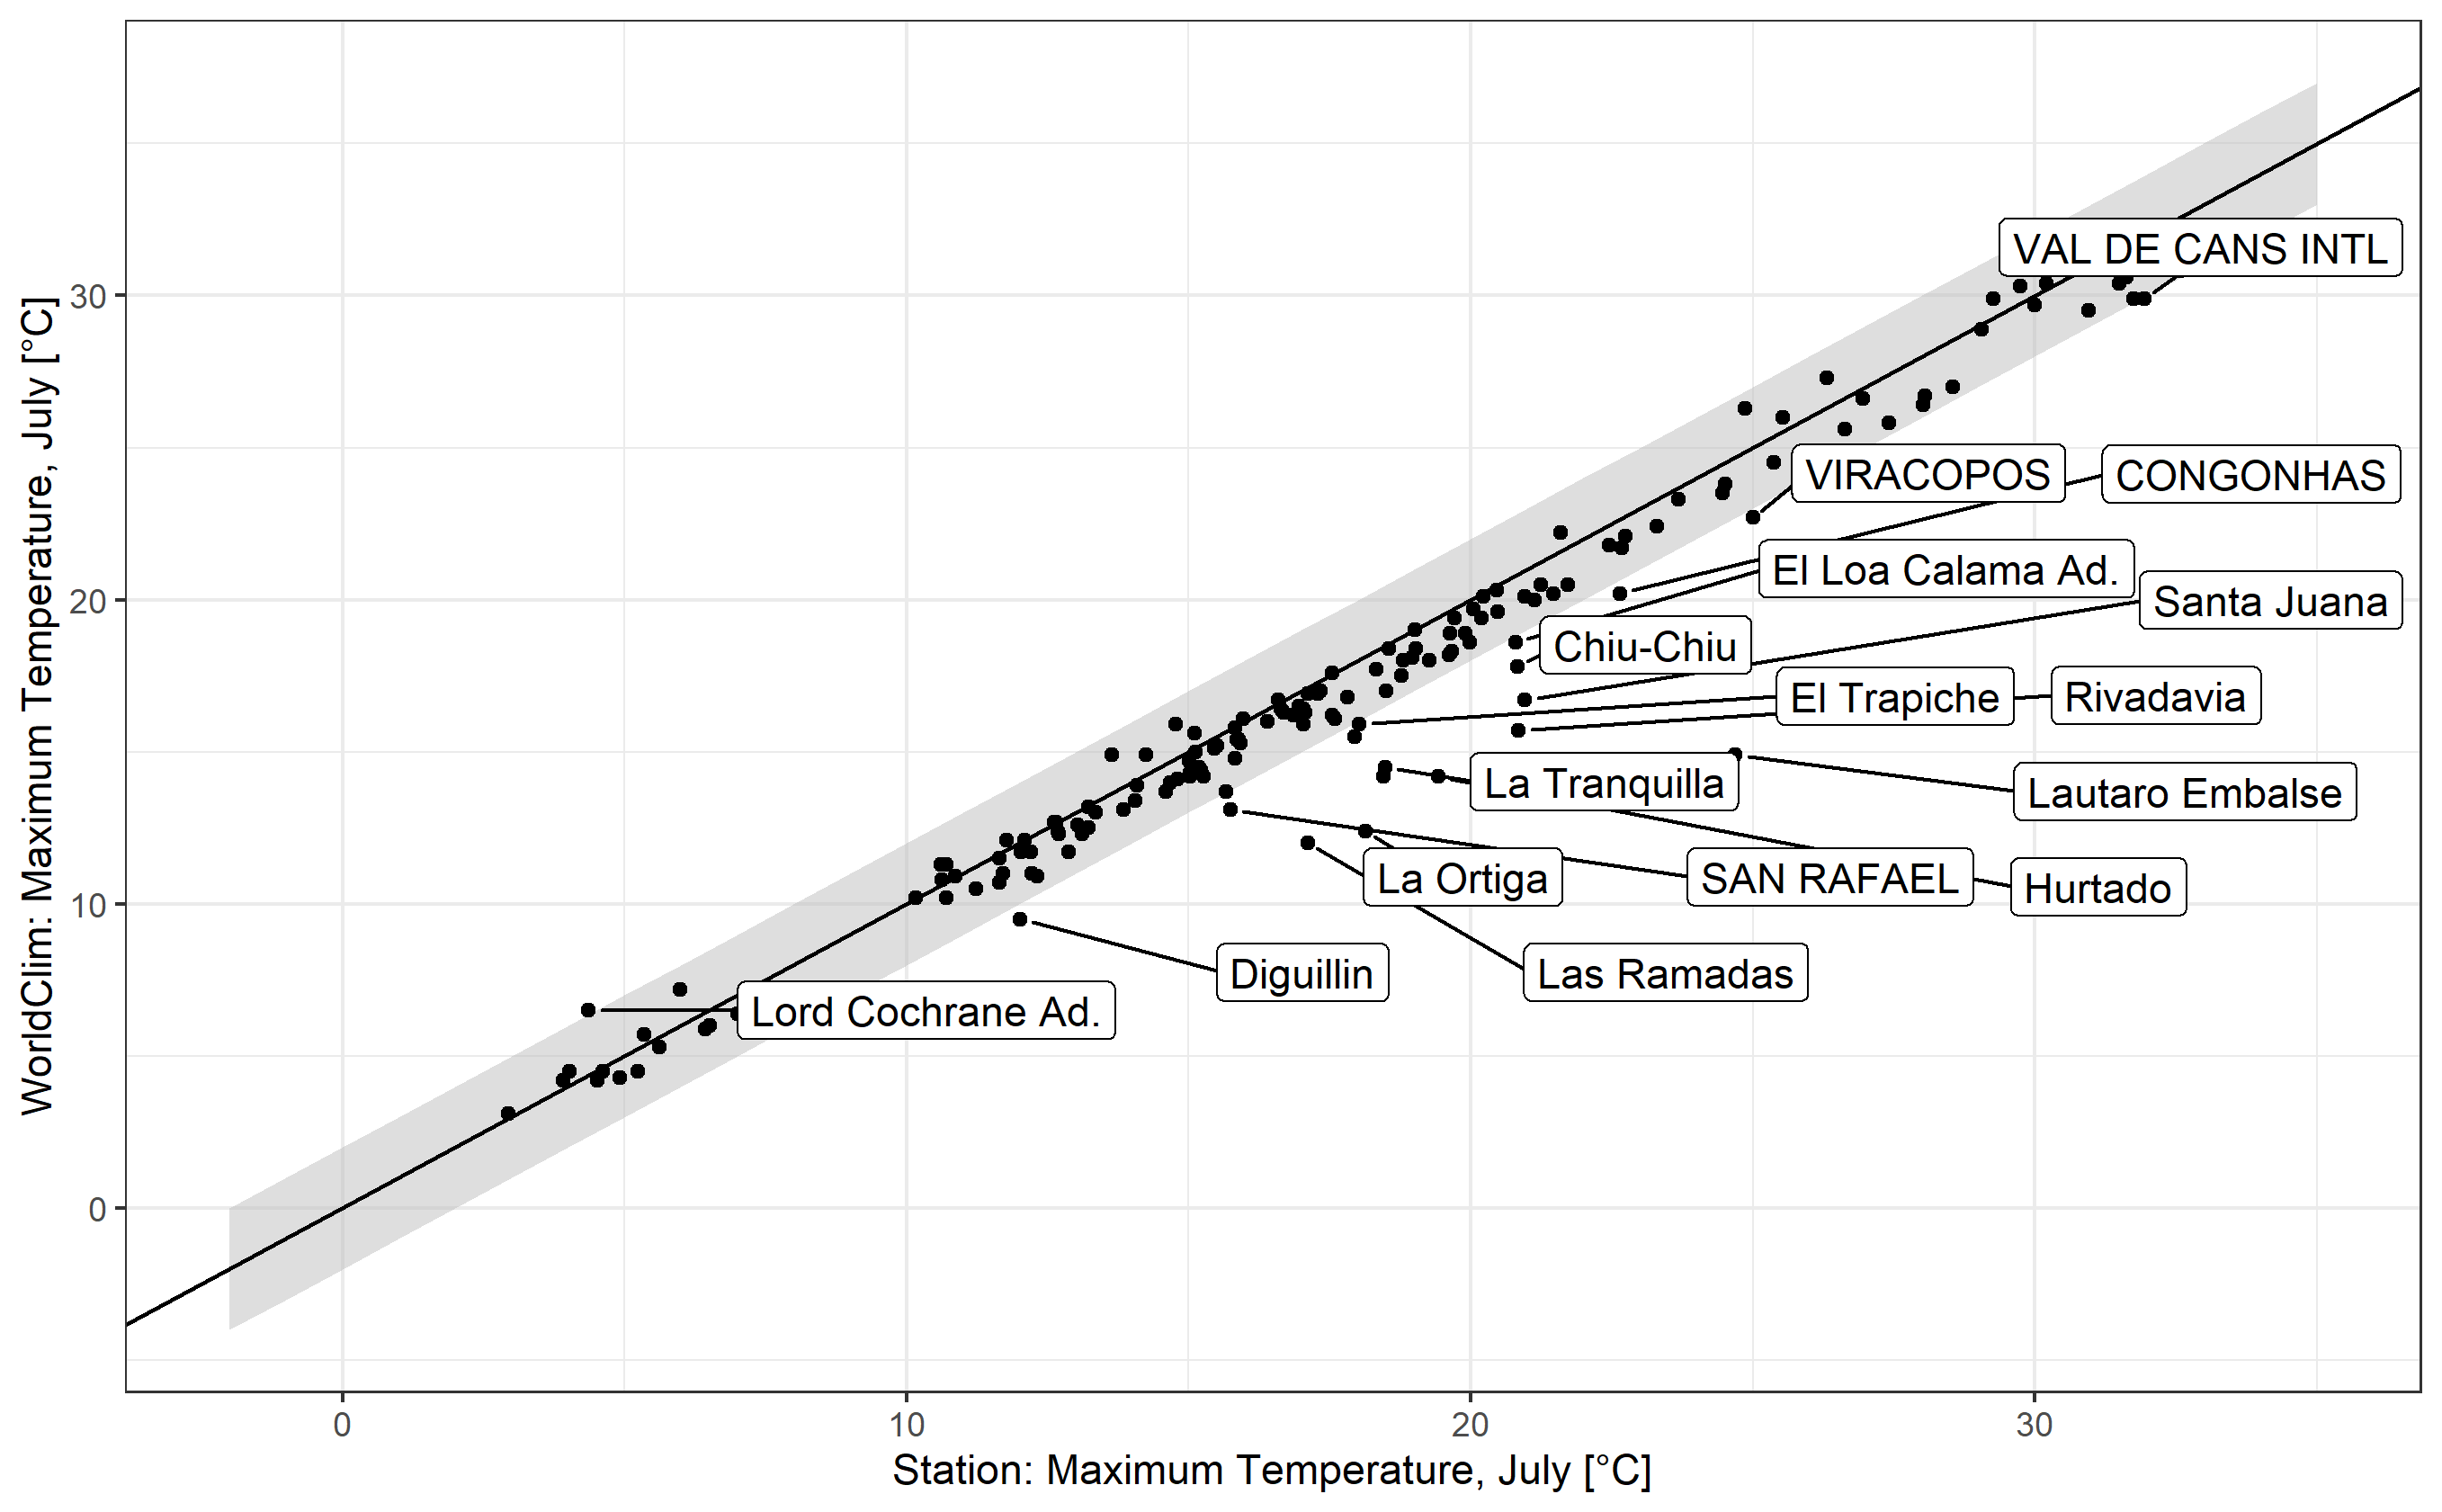 WorldClim: Maximum Temperature, July [°C]
30
20
10
0
VAL DE CANS INTL
VIRACOPOS
CONGONHAS
El Loa Calama Ad.
Santa Juana
Chiu-Chiu
El Trapiche
Rivadavia
La Tranquilla
Lautaro Embalse
La Ortiga
SAN RAFAEL
Hurtado
Diguillin
Las Ramadas
Lord Cochrane Ad.
0
10
20
30
Station: Maximum Temperature, July [°C]